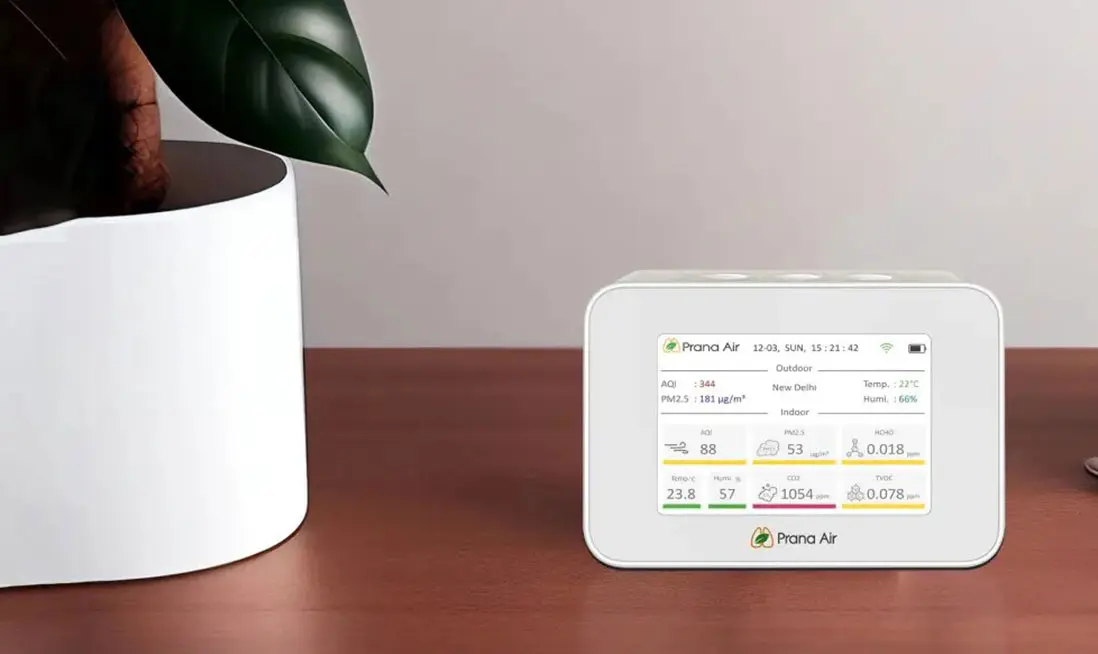 Prana Air 12-03, SUN, 15 : 21 : 42
Outdoor
AQI : 344 New Delhi Temp. : 22°C
PM2.5 : 181 µg/m³ Humi. : 66%
Indoor
AQI PM2.5 HCHO
88 53 ug/m³ 0.018 ppm
Temp.°C Humi. % CO2 TVOC
23.8 57 1054 ppm 0.078 ppm
Prana Air